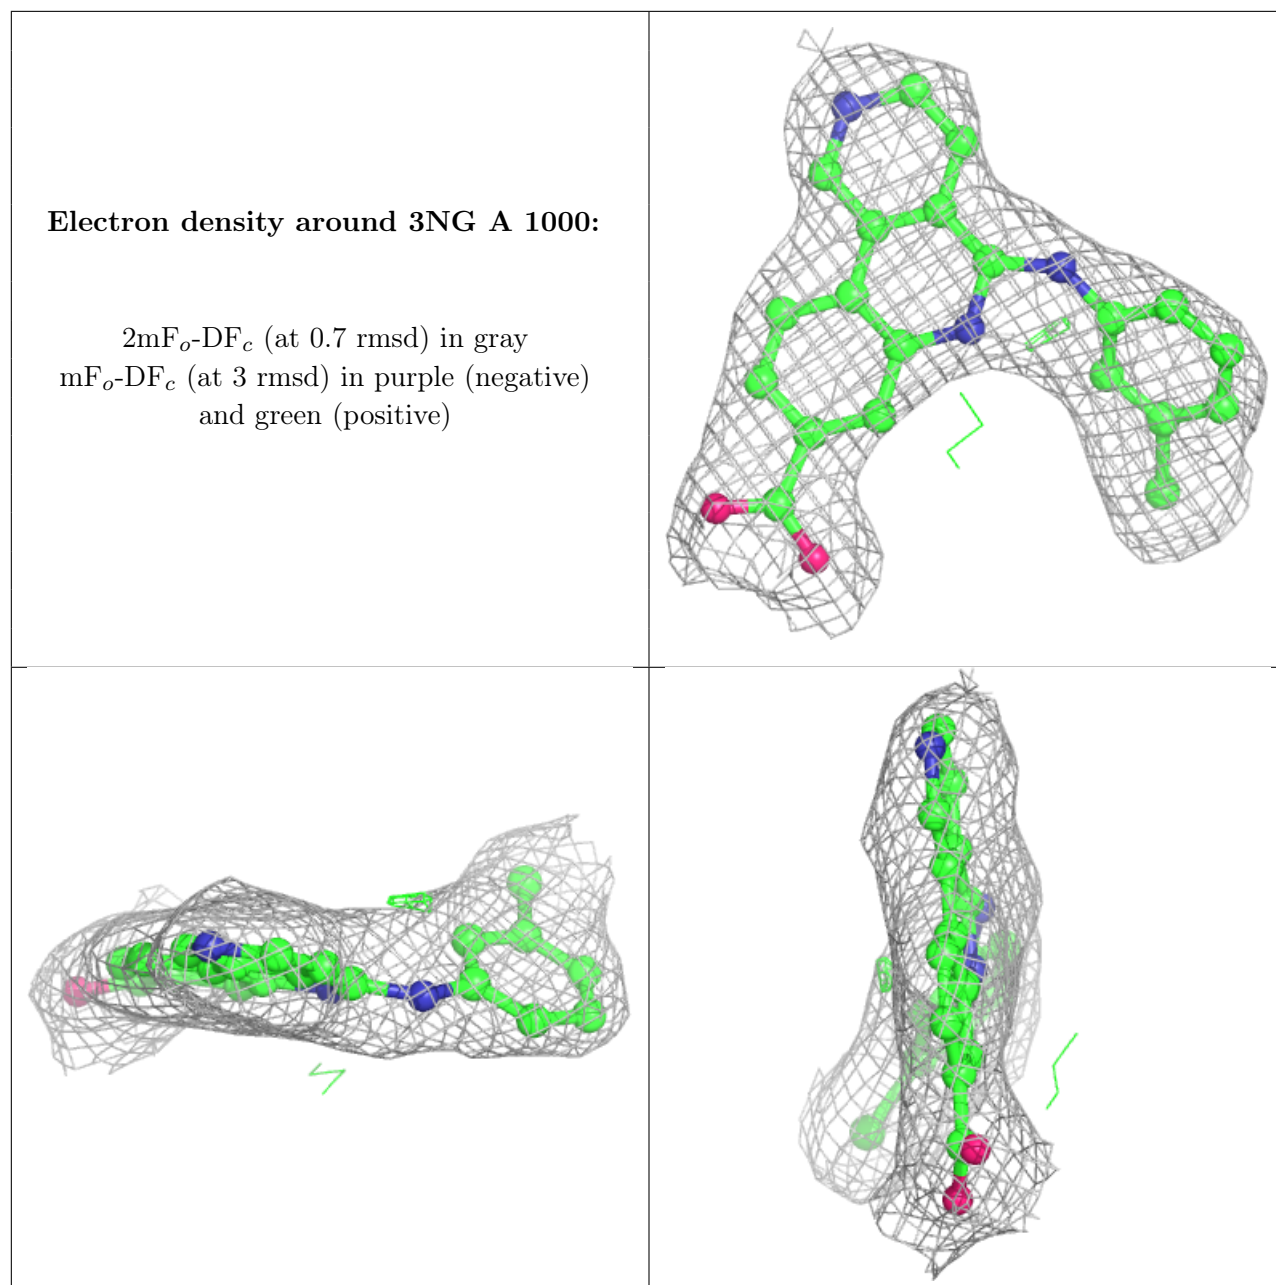 Electron density around 3NG A 1000:
2mFo-DFc (at 0.7 rmsd) in gray
mFo-DFc (at 3 rmsd) in purple (negative)
and green (positive)